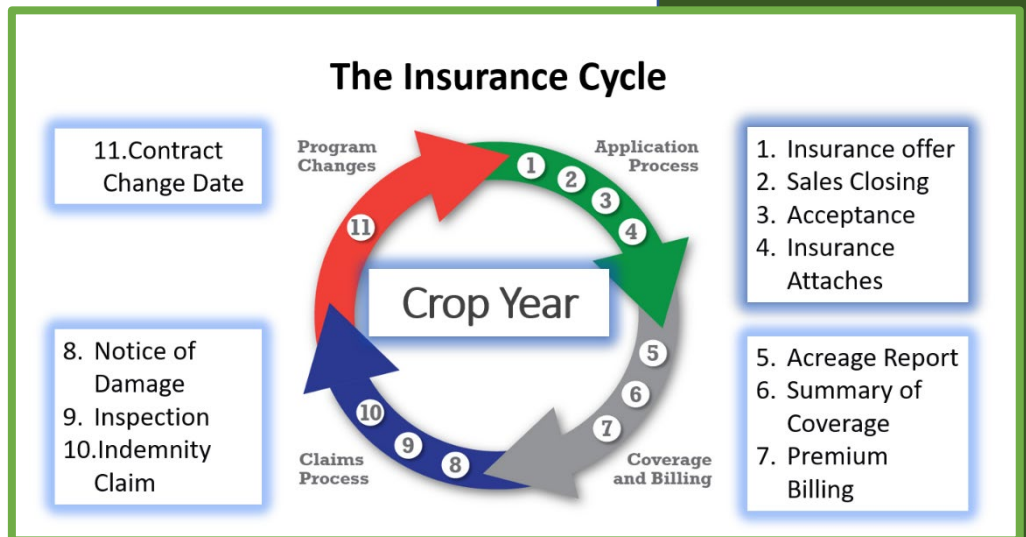 The Insurance Cycle
11.Contract
Change Date
Program
Changes
11
1
2
3
4
Application
Process
1. Insurance offer
2. Sales Closing
3. Acceptance
4. Insurance
Attaches
Crop Year
8. Notice of
Damage
9. Inspection
10.Indemnity
Claim
Claims
Process
10
9
8
5
6
7
Coverage
and Billing
5. Acreage Report
6. Summary of
Coverage
7. Premium
Billing